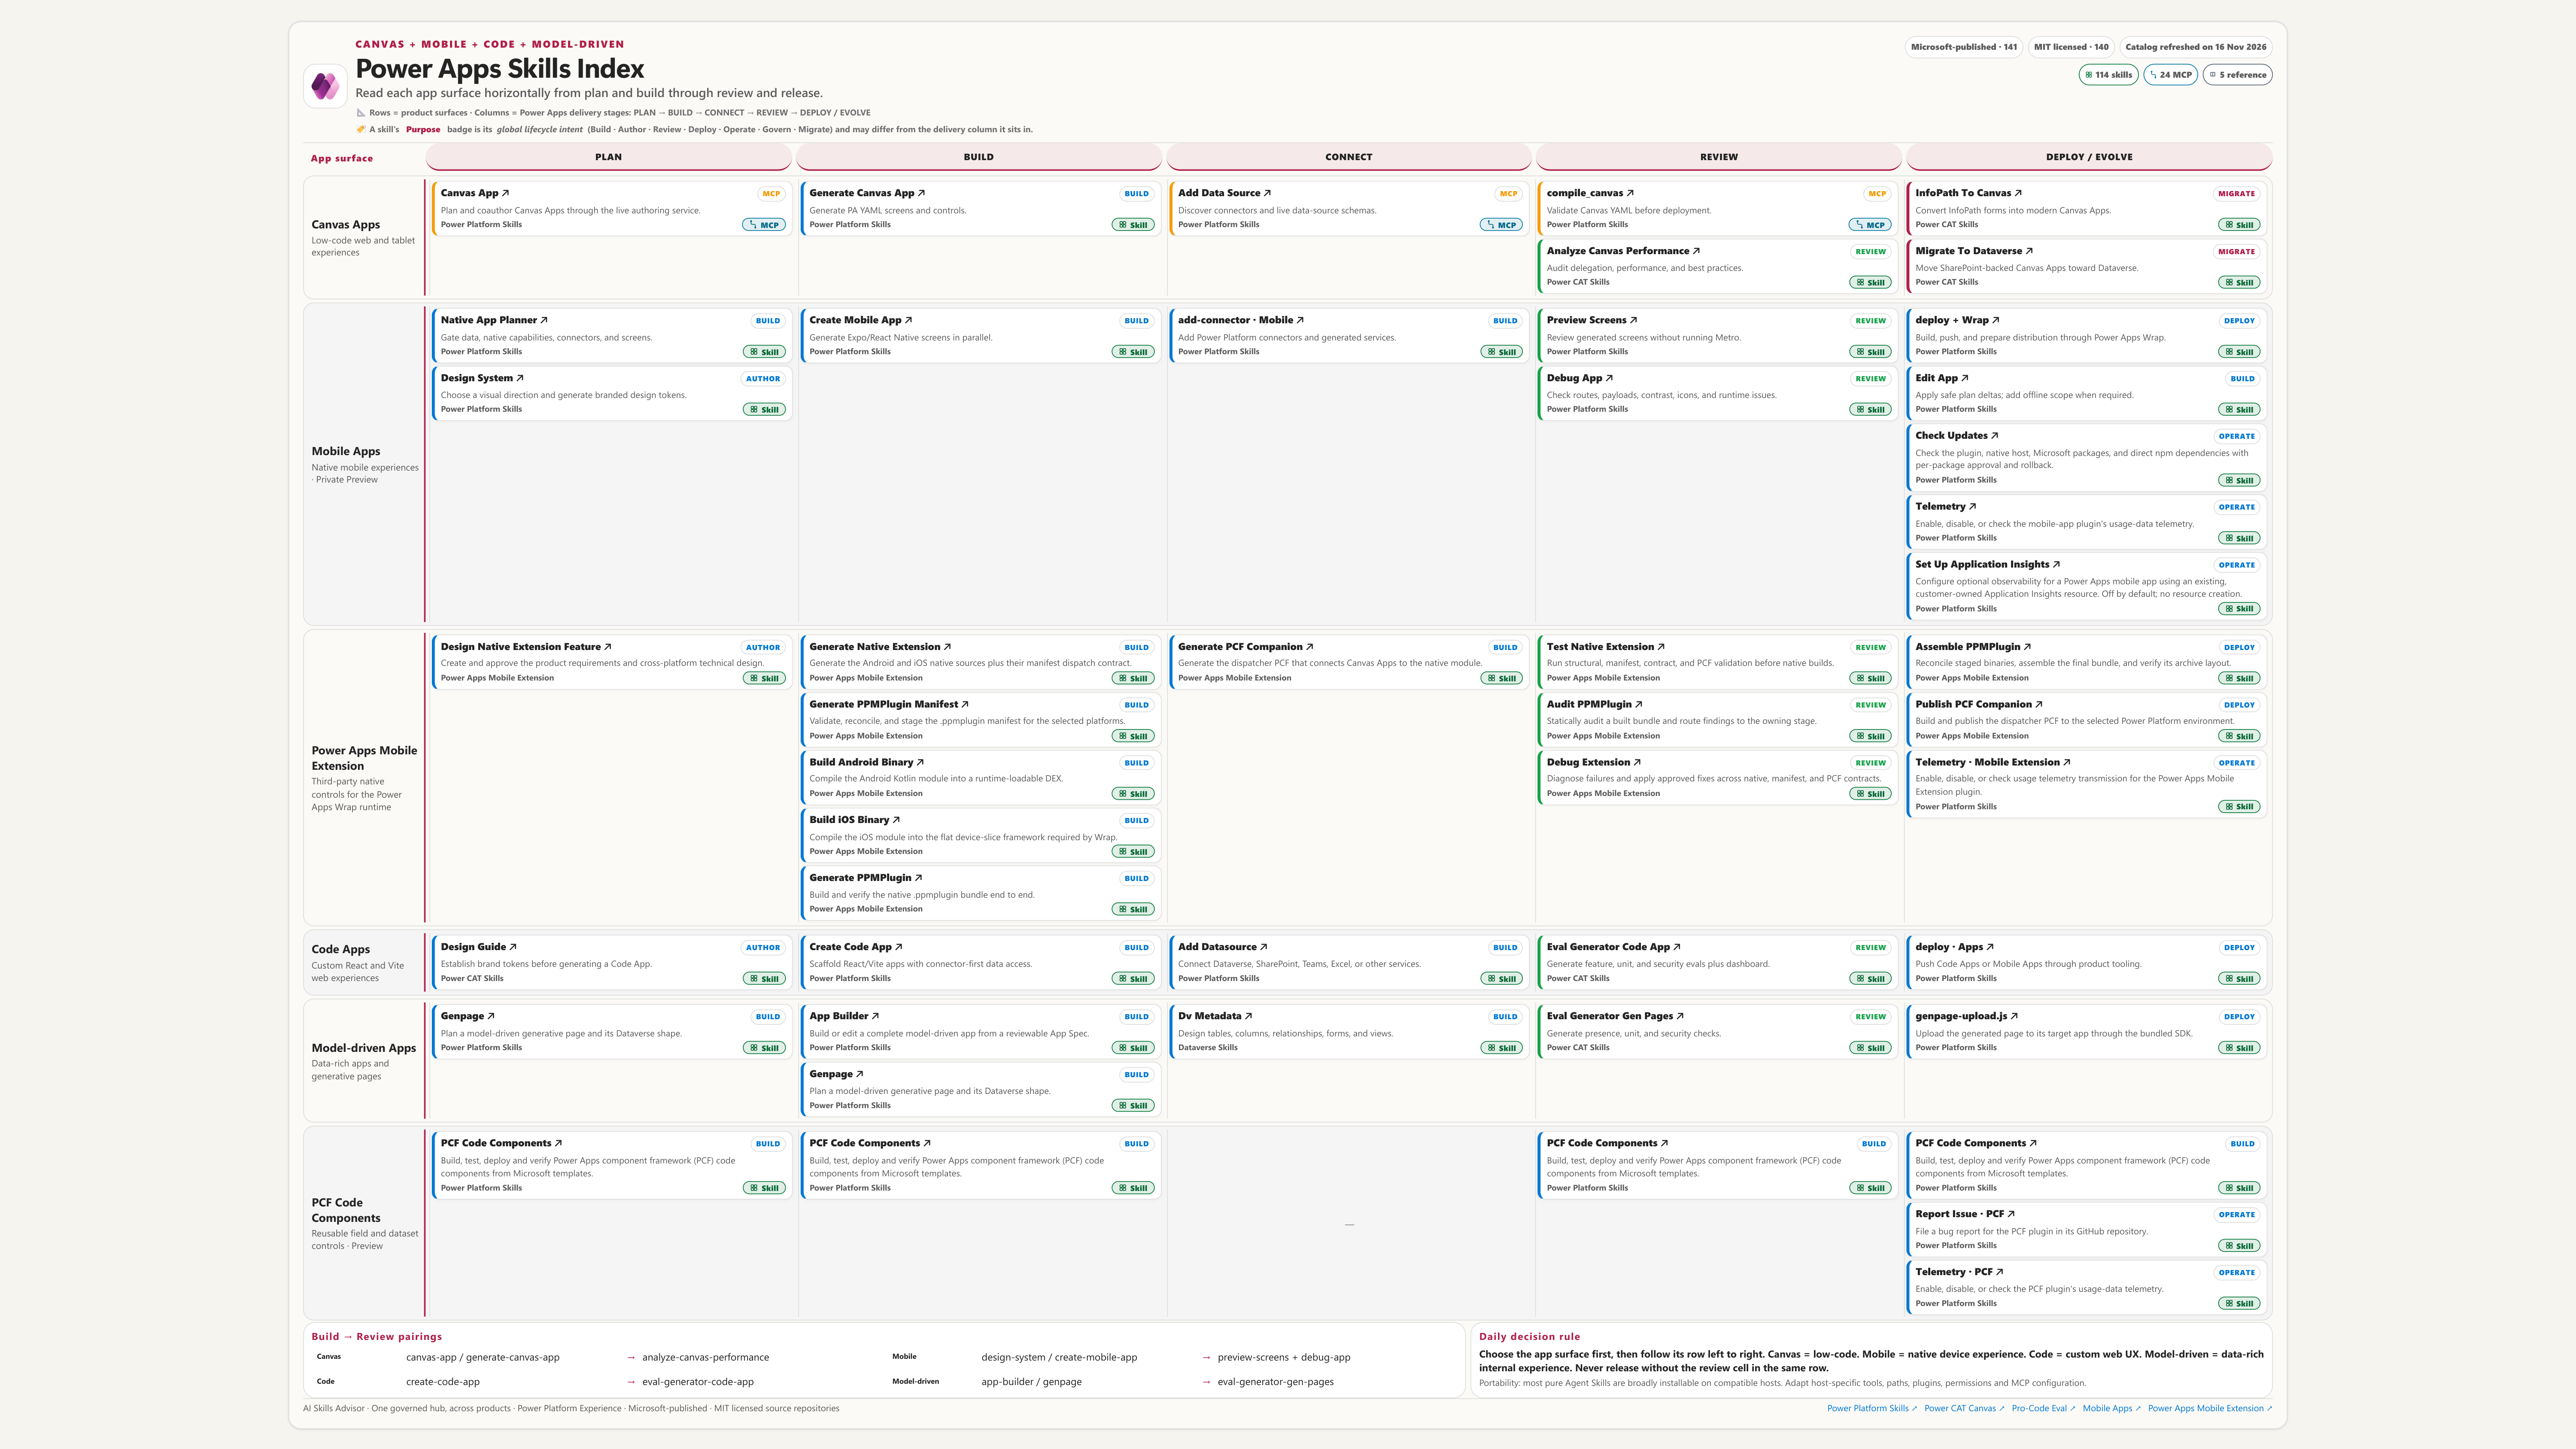 CANVAS + MOBILE + CODE + MODEL-DRIVEN
Power Apps Skills Index
Read each app surface horizontally from plan and build through review and release.
Rows = product surfaces · Columns = Power Apps delivery stages: PLAN → BUILD → CONNECT → REVIEW → DEPLOY / EVOLVE
A skill's Purpose badge is its global lifecycle intent (Build · Author · Review · Deploy · Operate · Govern · Migrate) and may differ from the delivery column it sits in.
Microsoft-published · 141
MIT licensed · 140
Catalog refreshed on 16 Nov 2026
114 skills
24 MCP
5 reference
App surface
PLAN
BUILD
CONNECT
REVIEW
DEPLOY / EVOLVE
Canvas Apps
Low-code web and tablet
experiences
Canvas App ↗
MCP
Plan and coauthor Canvas Apps through the live authoring service.
Power Platform Skills
MCP
Generate Canvas App ↗
BUILD
Generate PA YAML screens and controls.
Power Platform Skills
Skill
Add Data Source ↗
MCP
Discover connectors and live data-source schemas.
Power Platform Skills
MCP
compile_canvas ↗
MCP
Validate Canvas YAML before deployment.
Power Platform Skills
MCP
Analyze Canvas Performance ↗
REVIEW
Audit delegation, performance, and best practices.
Power CAT Skills
Skill
InfoPath To Canvas ↗
MIGRATE
Convert InfoPath forms into modern Canvas Apps.
Power CAT Skills
Skill
Migrate To Dataverse ↗
MIGRATE
Move SharePoint-backed Canvas Apps toward Dataverse.
Power CAT Skills
Skill
Mobile Apps
Native mobile experiences
· Private Preview
Native App Planner ↗
BUILD
Gate data, native capabilities, connectors, and screens.
Power Platform Skills
Skill
Design System ↗
AUTHOR
Choose a visual direction and generate branded design tokens.
Power Platform Skills
Skill
Create Mobile App ↗
BUILD
Generate Expo/React Native screens in parallel.
Power Platform Skills
Skill
add-connector · Mobile ↗
BUILD
Add Power Platform connectors and generated services.
Power Platform Skills
Skill
Preview Screens ↗
REVIEW
Review generated screens without running Metro.
Power Platform Skills
Skill
Debug App ↗
REVIEW
Check routes, payloads, contrast, icons, and runtime issues.
Power Platform Skills
Skill
deploy + Wrap ↗
DEPLOY
Build, push, and prepare distribution through Power Apps Wrap.
Power Platform Skills
Skill
Edit App ↗
BUILD
Apply safe plan deltas; add offline scope when required.
Power Platform Skills
Skill
Check Updates ↗
OPERATE
Check the plugin, native host, Microsoft packages, and direct npm dependencies with
per-package approval and rollback.
Power Platform Skills
Skill
Telemetry ↗
OPERATE
Enable, disable, or check the mobile-app plugin's usage-data telemetry.
Power Platform Skills
Skill
Set Up Application Insights ↗
OPERATE
Configure optional observability for a Power Apps mobile app using an existing,
customer-owned Application Insights resource. Off by default; no resource creation.
Power Platform Skills
Skill
Power Apps Mobile
Extension
Third-party native
controls for the Power
Apps Wrap runtime
Design Native Extension Feature ↗
AUTHOR
Create and approve the product requirements and cross-platform technical design.
Power Apps Mobile Extension
Skill
Generate Native Extension ↗
BUILD
Generate the Android and iOS native sources plus their manifest dispatch contract.
Power Apps Mobile Extension
Skill
Generate PPMPlugin Manifest ↗
BUILD
Validate, reconcile, and stage the .ppmplugin manifest for the selected platforms.
Power Apps Mobile Extension
Skill
Build Android Binary ↗
BUILD
Compile the Android Kotlin module into a runtime-loadable DEX.
Power Apps Mobile Extension
Skill
Build iOS Binary ↗
BUILD
Compile the iOS module into the flat device-slice framework required by Wrap.
Power Apps Mobile Extension
Skill
Generate PPMPlugin ↗
BUILD
Build and verify the native .ppmplugin bundle end to end.
Power Apps Mobile Extension
Skill
Generate PCF Companion ↗
BUILD
Generate the dispatcher PCF that connects Canvas Apps to the native module.
Power Apps Mobile Extension
Skill
Test Native Extension ↗
REVIEW
Run structural, manifest, contract, and PCF validation before native builds.
Power Apps Mobile Extension
Skill
Audit PPMPlugin ↗
REVIEW
Statically audit a built bundle and route findings to the owning stage.
Power Apps Mobile Extension
Skill
Debug Extension ↗
REVIEW
Diagnose failures and apply approved fixes across native, manifest, and PCF contracts.
Power Apps Mobile Extension
Skill
Assemble PPMPlugin ↗
DEPLOY
Reconcile staged binaries, assemble the final bundle, and verify its archive layout.
Power Apps Mobile Extension
Skill
Publish PCF Companion ↗
DEPLOY
Build and publish the dispatcher PCF to the selected Power Platform environment.
Power Apps Mobile Extension
Skill
Telemetry · Mobile Extension ↗
OPERATE
Enable, disable, or check usage telemetry transmission for the Power Apps Mobile
Extension plugin.
Power Platform Skills
Skill
Code Apps
Custom React and Vite
web experiences
Design Guide ↗
AUTHOR
Establish brand tokens before generating a Code App.
Power CAT Skills
Skill
Create Code App ↗
BUILD
Scaffold React/Vite apps with connector-first data access.
Power Platform Skills
Skill
Add Datasource ↗
BUILD
Connect Dataverse, SharePoint, Teams, Excel, or other services.
Power Platform Skills
Skill
Eval Generator Code App ↗
REVIEW
Generate feature, unit, and security evals plus dashboard.
Power CAT Skills
Skill
deploy · Apps ↗
DEPLOY
Push Code Apps or Mobile Apps through product tooling.
Power Platform Skills
Skill
Model-driven Apps
Data-rich apps and
generative pages
Genpage ↗
BUILD
Plan a model-driven generative page and its Dataverse shape.
Power Platform Skills
Skill
App Builder ↗
BUILD
Build or edit a complete model-driven app from a reviewable App Spec.
Power Platform Skills
Skill
Genpage ↗
BUILD
Plan a model-driven generative page and its Dataverse shape.
Power Platform Skills
Skill
Dv Metadata ↗
BUILD
Design tables, columns, relationships, forms, and views.
Dataverse Skills
Skill
Eval Generator Gen Pages ↗
REVIEW
Generate presence, unit, and security checks.
Power CAT Skills
Skill
genpage-upload.js ↗
DEPLOY
Upload the generated page to its target app through the bundled SDK.
Power Platform Skills
Skill
PCF Code
Components
Reusable field and dataset
controls · Preview
PCF Code Components ↗
BUILD
Build, test, deploy and verify Power Apps component framework (PCF) code
components from Microsoft templates.
Power Platform Skills
Skill
PCF Code Components ↗
BUILD
Build, test, deploy and verify Power Apps component framework (PCF) code
components from Microsoft templates.
Power Platform Skills
Skill
—
PCF Code Components ↗
BUILD
Build, test, deploy and verify Power Apps component framework (PCF) code
components from Microsoft templates.
Power Platform Skills
Skill
PCF Code Components ↗
BUILD
Build, test, deploy and verify Power Apps component framework (PCF) code
components from Microsoft templates.
Power Platform Skills
Skill
Report Issue · PCF ↗
OPERATE
File a bug report for the PCF plugin in its GitHub repository.
Power Platform Skills
Skill
Telemetry · PCF ↗
OPERATE
Enable, disable, or check the PCF plugin's usage-data telemetry.
Power Platform Skills
Skill
Build → Review pairings
Canvas canvas-app / generate-canvas-app → analyze-canvas-performance
Mobile design-system / create-mobile-app → preview-screens + debug-app
Code create-code-app → eval-generator-code-app
Model-driven app-builder / genpage → eval-generator-gen-pages
Daily decision rule
Choose the app surface first, then follow its row left to right. Canvas = low-code. Mobile = native device experience. Code = custom web UX. Model-driven = data-rich
internal experience. Never release without the review cell in the same row.
Portability: most pure Agent Skills are broadly installable on compatible hosts. Adapt host-specific tools, paths, plugins, permissions and MCP configuration.
AI Skills Advisor · One governed hub, across products · Power Platform Experience · Microsoft-published · MIT licensed source repositories
Power Platform Skills ↗ Power CAT Canvas ↗ Pro-Code Eval ↗ Mobile Apps ↗ Power Apps Mobile Extension ↗